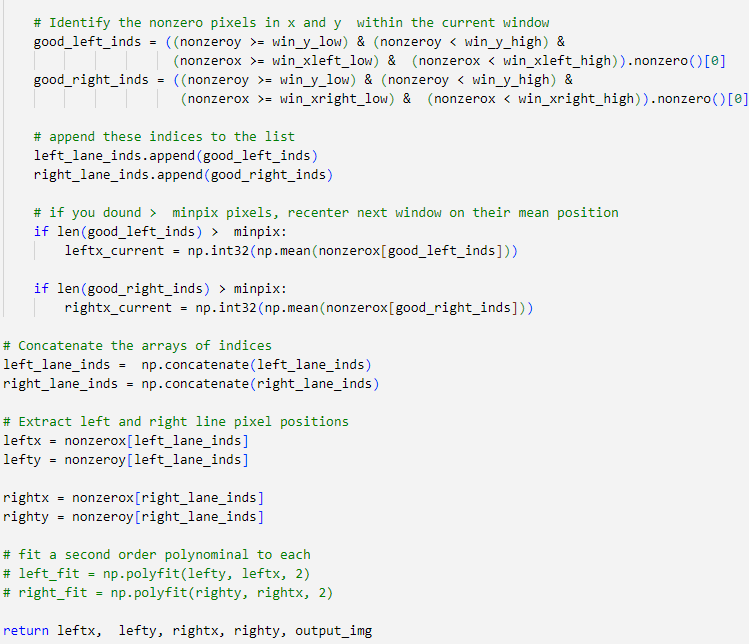 # Identify the nonzero pixels in x and y  within the current window
good_left_inds = ((nonzeroy >= win_y_low) & (nonzeroy < win_y_high) &
(nonzerox >= win_xleft_low) &  (nonzerox < win_xleft_high)).nonzero()[0]
good_right_inds = ((nonzeroy >= win_y_low) & (nonzeroy < win_y_high) &
(nonzerox >= win_xright_low) &  (nonzerox < win_xright_high)).nonzero()[0]
# append these indices to the list
left_lane_inds.append(good_left_inds)
right_lane_inds.append(good_right_inds)
# if you dound >  minpix pixels, recenter next window on their mean position
if len(good_left_inds) >  minpix:
leftx_current = np.int32(np.mean(nonzerox[good_left_inds]))
if len(good_right_inds) > minpix:
rightx_current = np.int32(np.mean(nonzerox[good_right_inds]))
# Concatenate the arrays of indices
left_lane_inds =  np.concatenate(left_lane_inds)
right_lane_inds = np.concatenate(right_lane_inds)
# Extract left and right line pixel positions
leftx = nonzerox[left_lane_inds]
lefty = nonzeroy[left_lane_inds]
rightx = nonzerox[right_lane_inds]
righty = nonzeroy[right_lane_inds]
# fit a second order polynominal to each
# left_fit = np.polyfit(lefty, leftx, 2)
# right_fit = np.polyfit(righty, rightx, 2)
return leftx,  lefty, rightx, righty, output_img